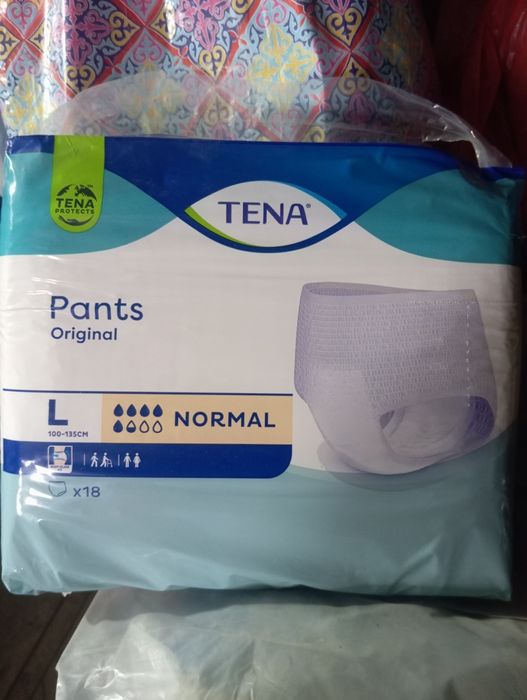 TENA
PROTECTS
TENA®
Pants
Original
L
100-135CM
NORMAL
x18